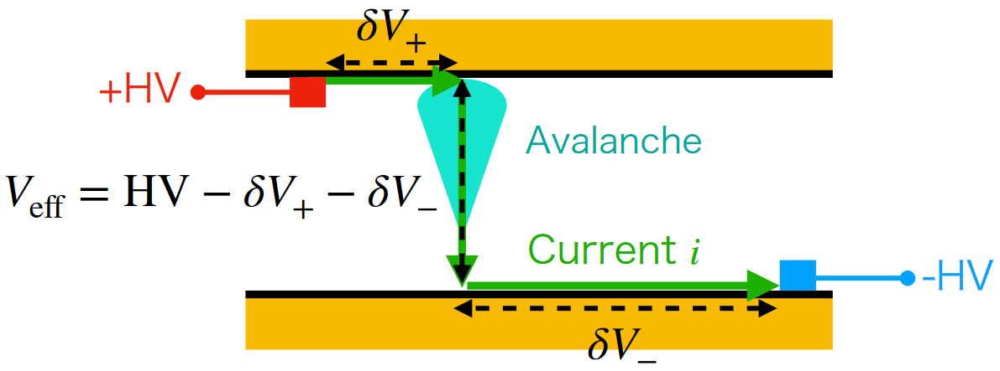 δV₊
+HV
Avalanche
V_eff = HV − δV₊ − δV₋
Current i
-HV
δV₋